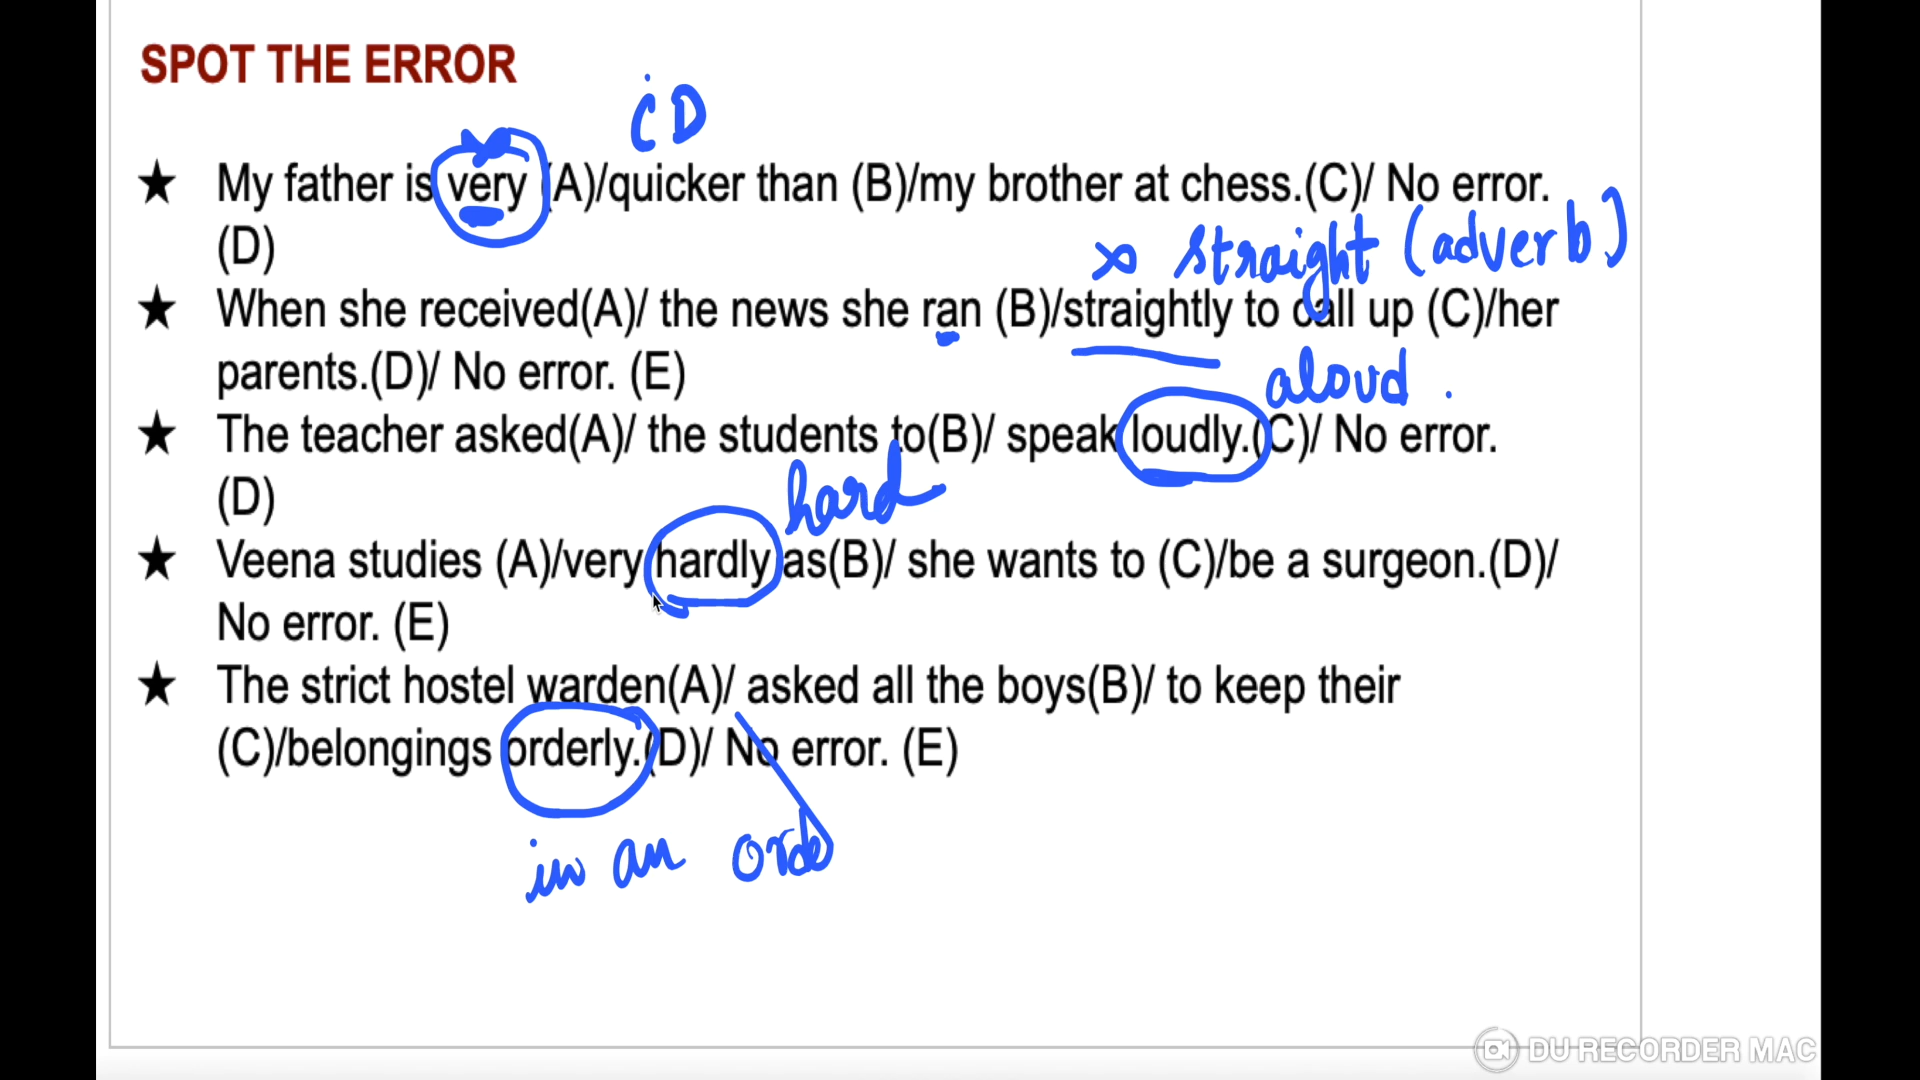 SPOT THE ERROR
CD
★ My father is very (A)/quicker than (B)/my brother at chess.(C)/ No error.
(D)
straight (adverb)
★ When she received(A)/ the news she ran (B)/straightly to call up (C)/her
parents.(D)/ No error. (E)
aloud .
★ The teacher asked(A)/ the students to(B)/ speak loudly.(C)/ No error.
(D)
hard
★ Veena studies (A)/very hardly as(B)/ she wants to (C)/be a surgeon.(D)/
No error. (E)
★ The strict hostel warden(A)/ asked all the boys(B)/ to keep their
(C)/belongings orderly.(D)/ No error. (E)
in an
DU RECORDER MAC